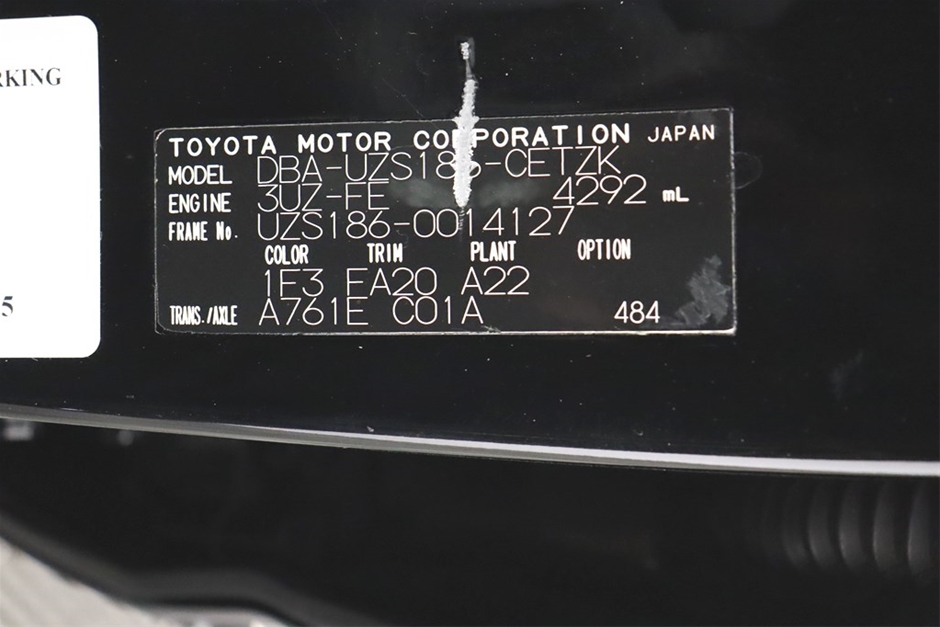 RKING
5
TOYOTA MOTOR CORPORATION JAPAN
MODEL DBA-UZS186-CETZK
ENGINE 3UZ-FE 4292 mL
FRAME No. UZS186-0014127
COLOR TRIM PLANT OPTION
1E3 EA20 A22
TRANS./AXLE A761E C01A 484